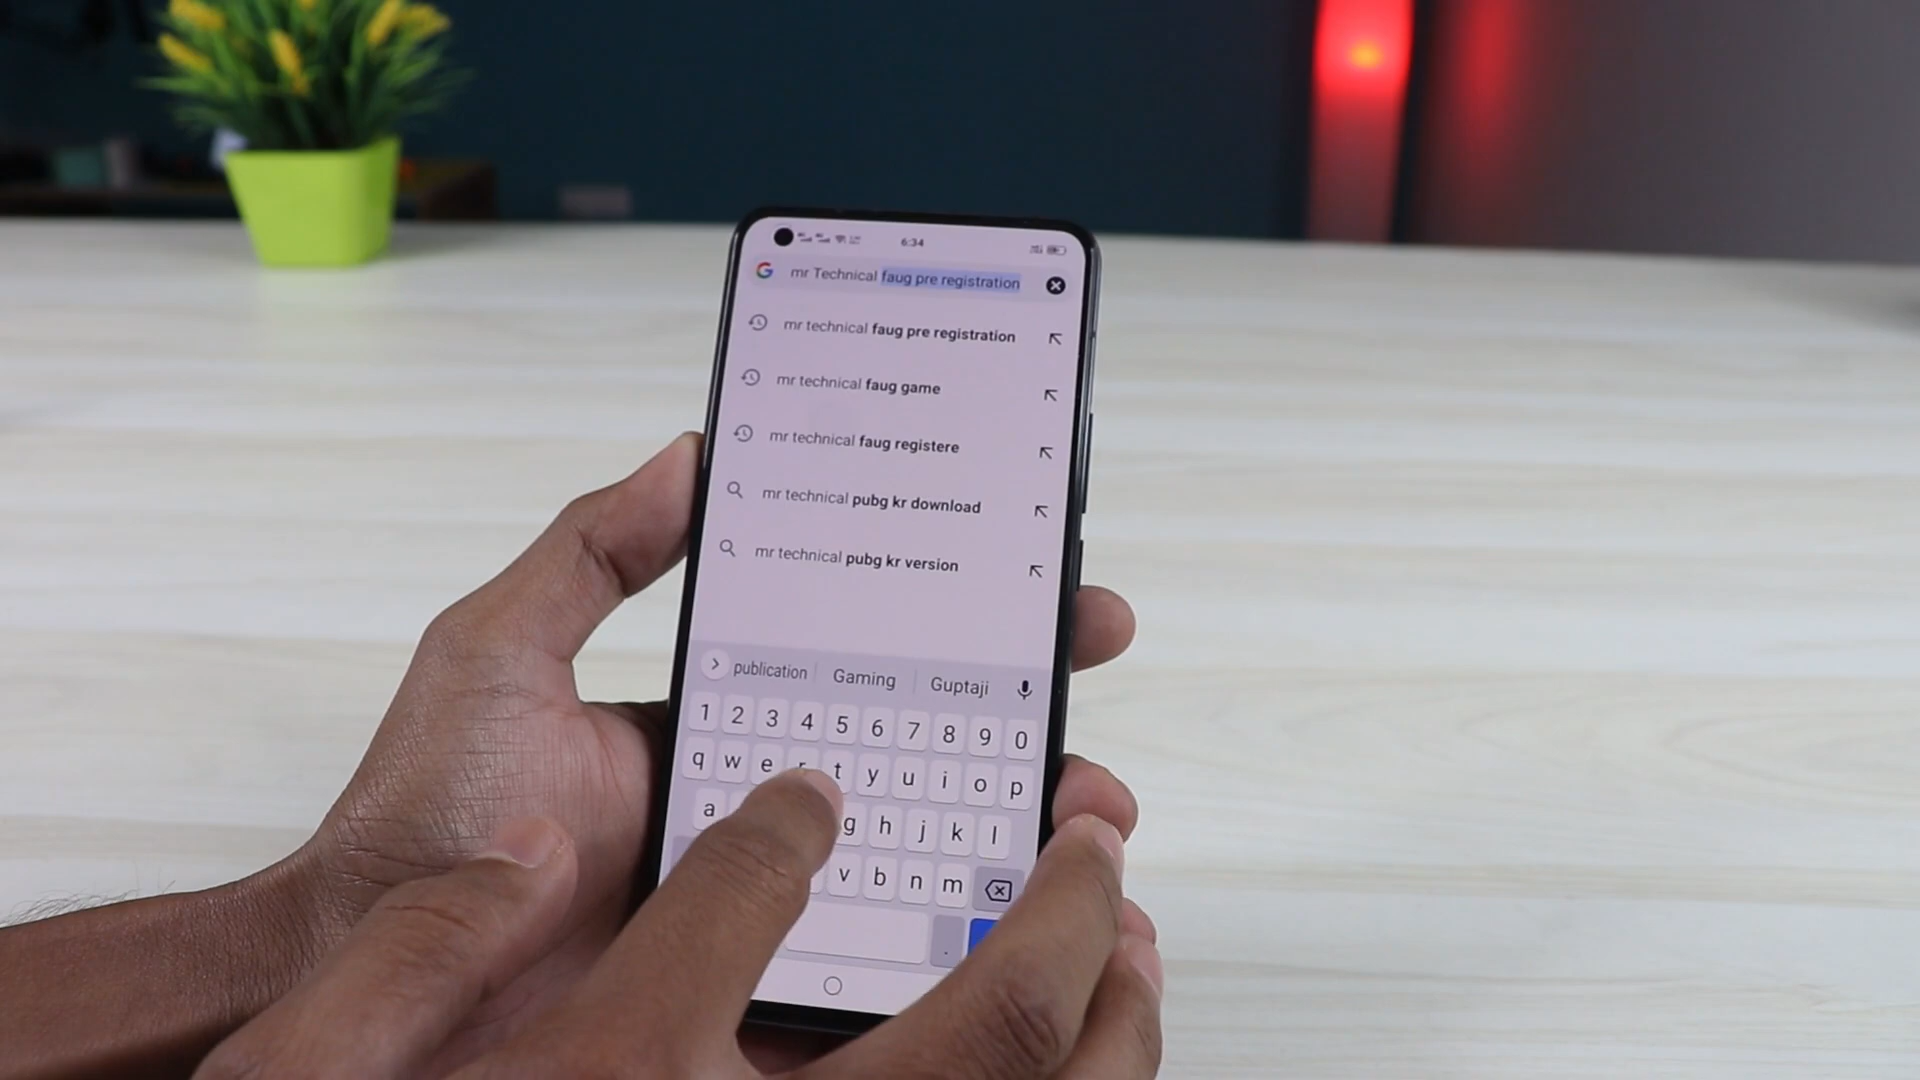 6:34
G mr Technical faug pre registration
mr technical faug pre registration
mr technical faug game
mr technical faug registere
mr technical pubg kr download
mr technical pubg kr version
publication Gaming Guptaji
1 2 3 4 5 6 7 8 9 0
q w e r t y u i o p
a g h j k l
v b n m
.